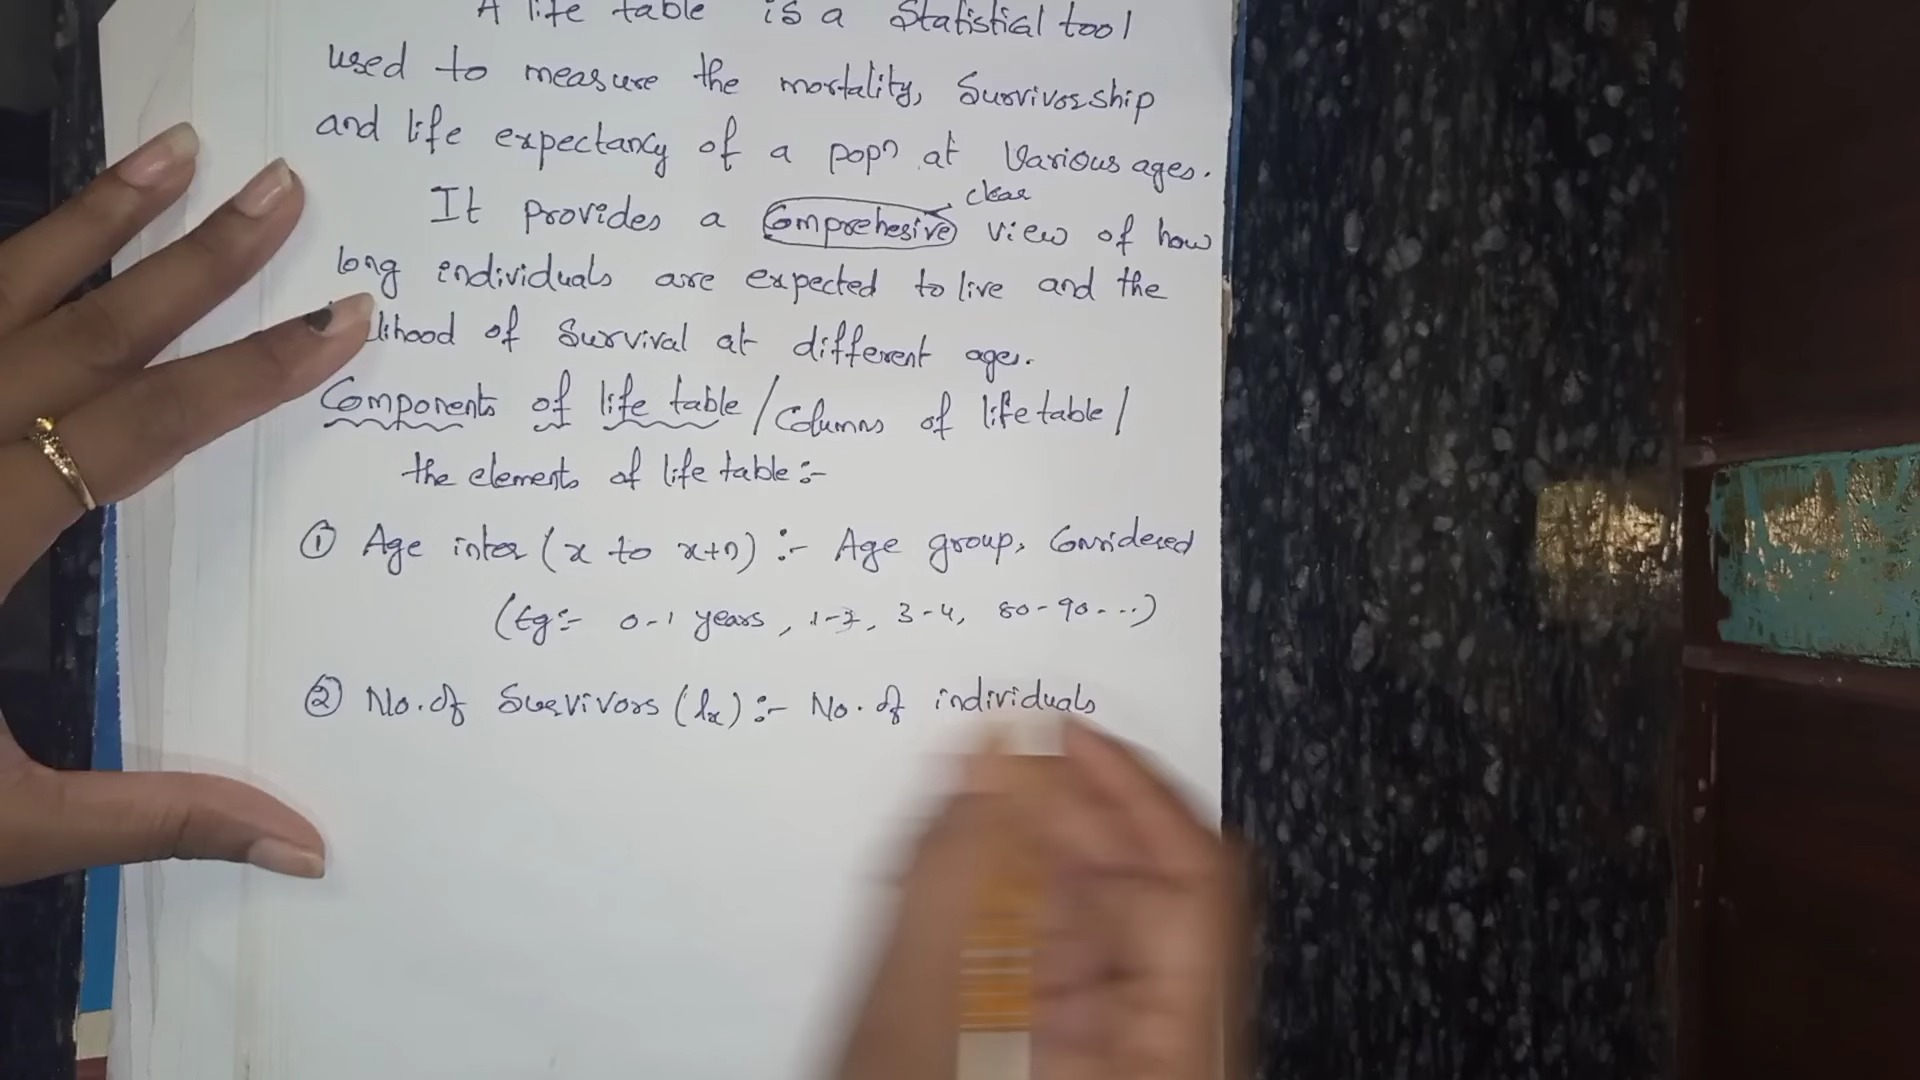 A life table is a Statistial tool
used to measure the mortality, Survivorship
and life expectancy of a popn at Various ages.
clear
It provides a Comprehesive view of how
long individuals are expected to live and the
lihood of Survival at different ages.
Components of life table / Columns of life table /
the elements of life table :-
① Age inter (x to x+n) :- Age group, Considered
(Eg:- 0-1 years, 1-3, 3-4, 80-90...)
② No. of Survivors (lx) :- No. of individuals